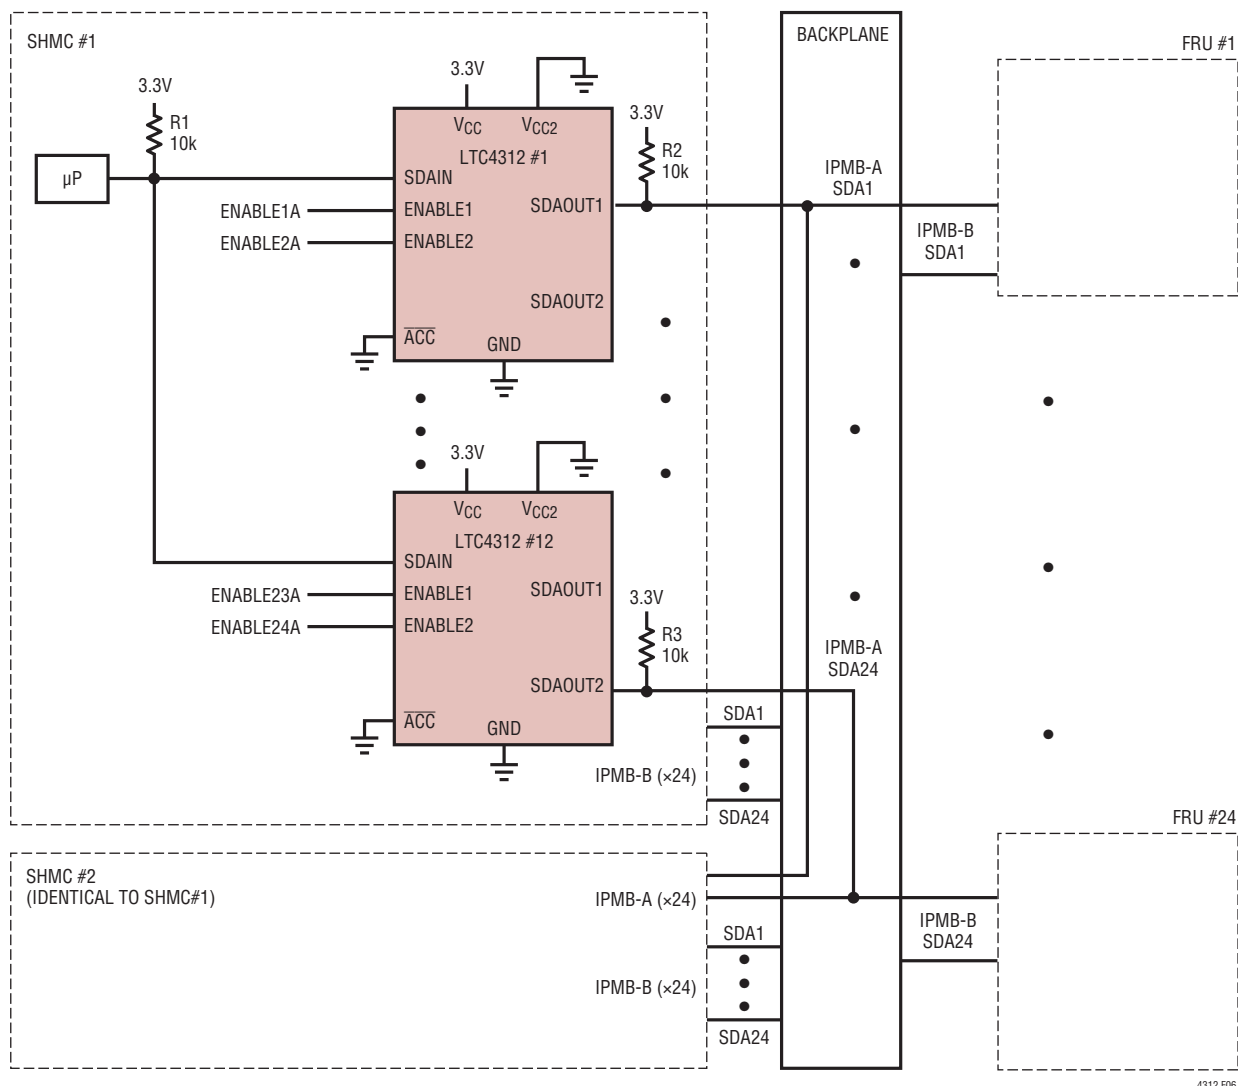 SHMC #1
BACKPLANE
FRU #1
3.3V
3.3V
R1
10k
µP
VCC
VCC2
LTC4312 #1
SDAIN
ENABLE1A
ENABLE1
ENABLE2A
ENABLE2
SDAOUT1
SDAOUT2
ACC
GND
3.3V
R2
10k
IPMB-A
SDA1
IPMB-B
SDA1
3.3V
VCC
VCC2
LTC4312 #12
SDAIN
ENABLE23A
ENABLE1
ENABLE24A
ENABLE2
SDAOUT1
SDAOUT2
ACC
GND
3.3V
R3
10k
IPMB-A
SDA24
SDA1
IPMB-B (×24)
SDA24
FRU #24
SHMC #2
(IDENTICAL TO SHMC#1)
IPMB-A (×24)
SDA1
IPMB-B (×24)
SDA24
IPMB-B
SDA24
4312 F06